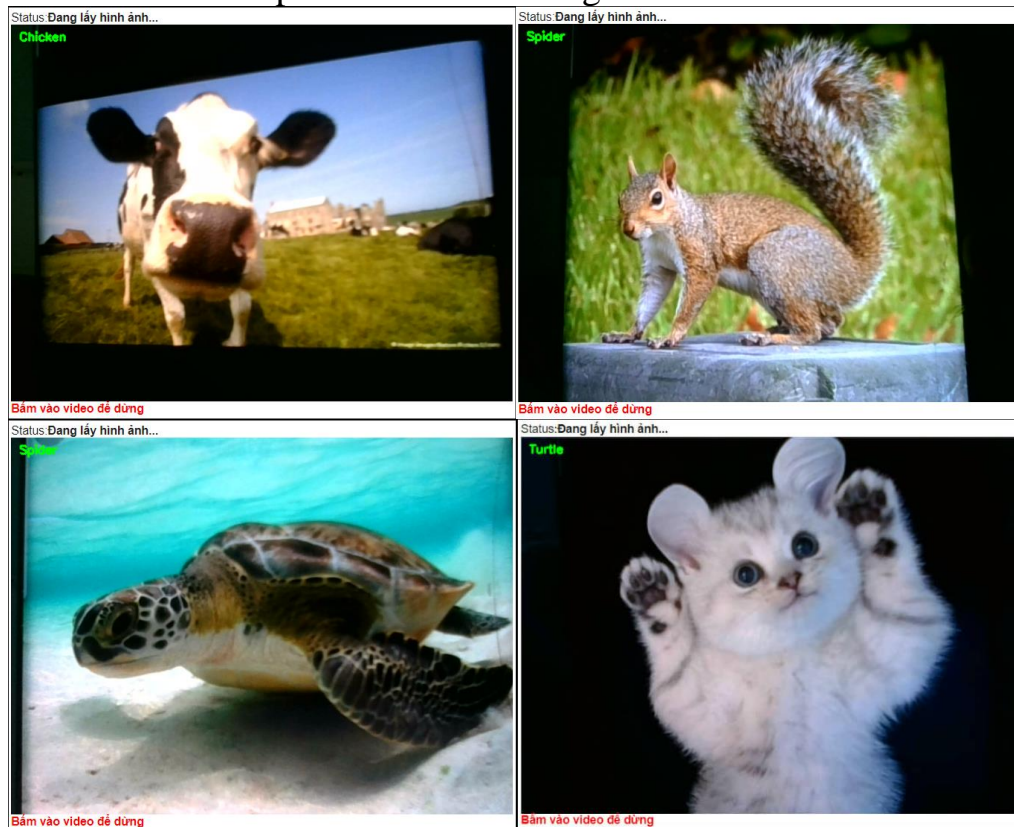 Status:Đang lấy hình ảnh...
Chicken
Bấm vào video để dừng
Status:Đang lấy hình ảnh...
Spider
Bấm vào video để dừng
Status:Đang lấy hình ảnh...
Spider
Bấm vào video để dừng
Status:Đang lấy hình ảnh...
Turtle
Bấm vào video để dừng